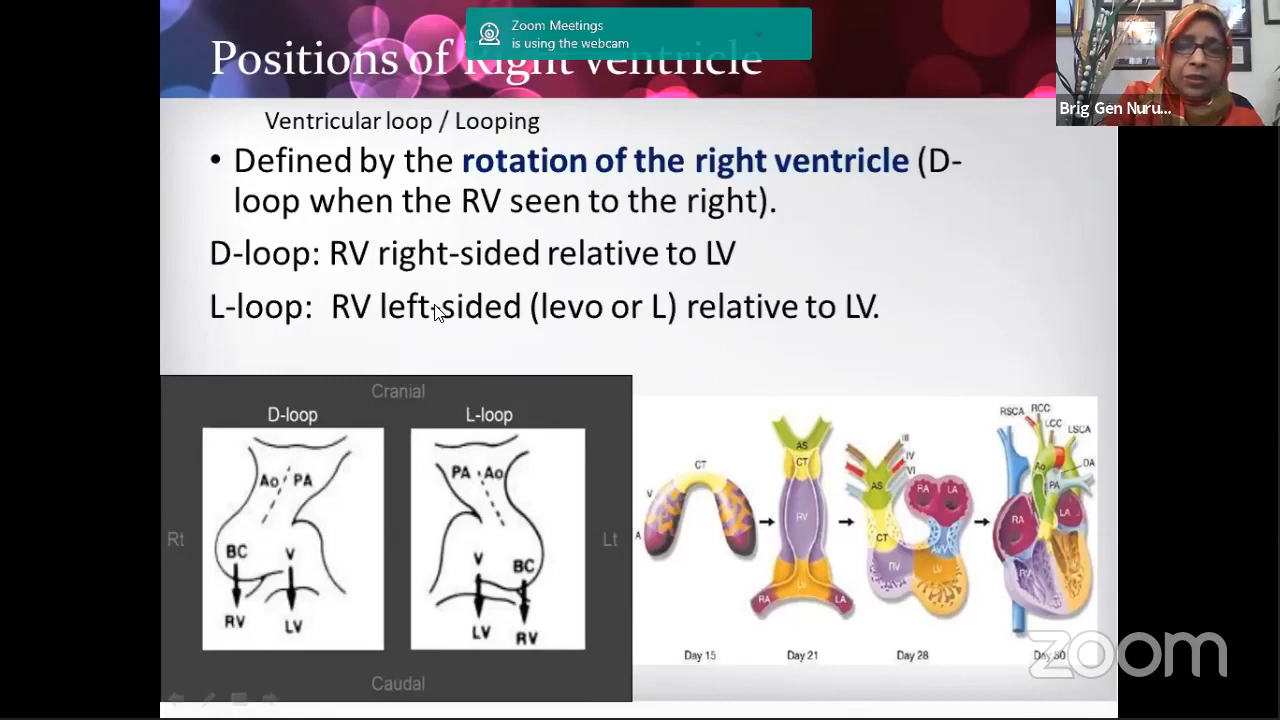 Zoom Meetings
is using the webcam
Positions of Right Ventricle
Brig Gen Nuru...
Ventricular loop / Looping
• Defined by the rotation of the right ventricle (D-
loop when the RV seen to the right).
D-loop: RV right-sided relative to LV
L-loop: RV left-sided (levo or L) relative to LV.
Cranial
D-loop L-loop
Ao PA
PA Ao
Rt
Lt
BC V
V BC
RV LV
LV RV
Caudal
CT
V
A
AS
CT
RV
LV
RA LA
III
IV
VI
AS
RA LA
CT
AVV
RV LV
RSCA RCC
LCC
LSCA
Ao
DA
PA
RA
LA
RV
Day 15 Day 21 Day 28 Day 50
zoom